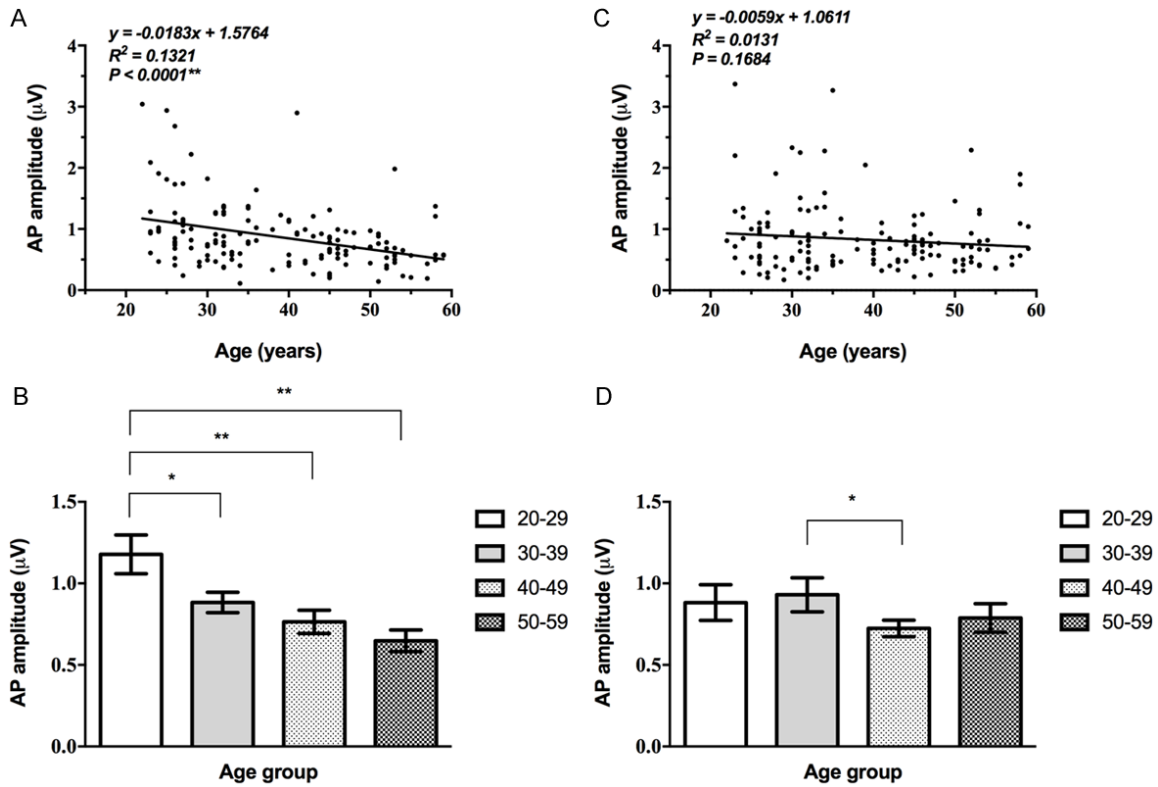 A
y = -0.0183x + 1.5764
R² = 0.1321
P < 0.0001**
AP amplitude (μV)
4
3
2
1
0
20 30 40 50 60
Age (years)
C
y = -0.0059x + 1.0611
R² = 0.0131
P = 0.1684
AP amplitude (μV)
4
3
2
1
0
20 30 40 50 60
Age (years)
B
**
**
*
AP amplitude (μV)
1.5
1.0
0.5
0.0
Age group
20-29
30-39
40-49
50-59
D
*
AP amplitude (μV)
1.5
1.0
0.5
0.0
Age group
20-29
30-39
40-49
50-59